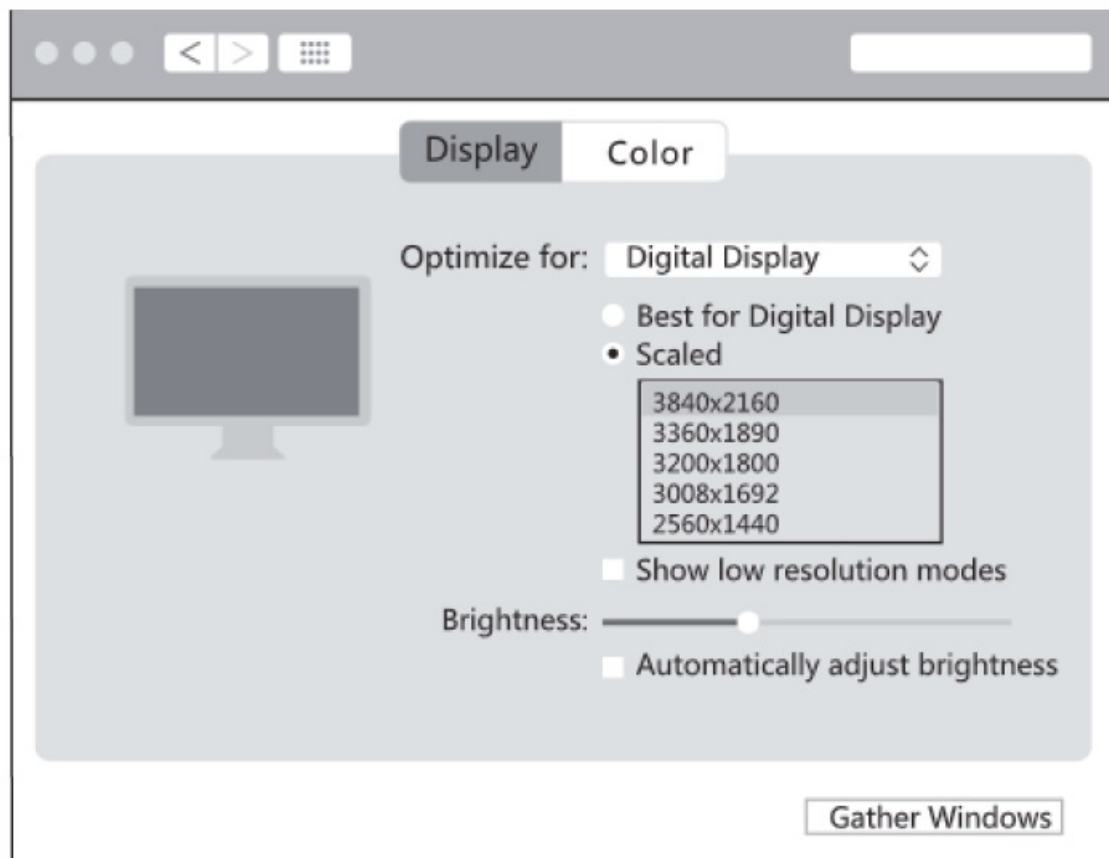 Display
Color
Optimize for: Digital Display
Best for Digital Display
Scaled
3840x2160
3360x1890
3200x1800
3008x1692
2560x1440
Show low resolution modes
Brightness:
Automatically adjust brightness
Gather Windows